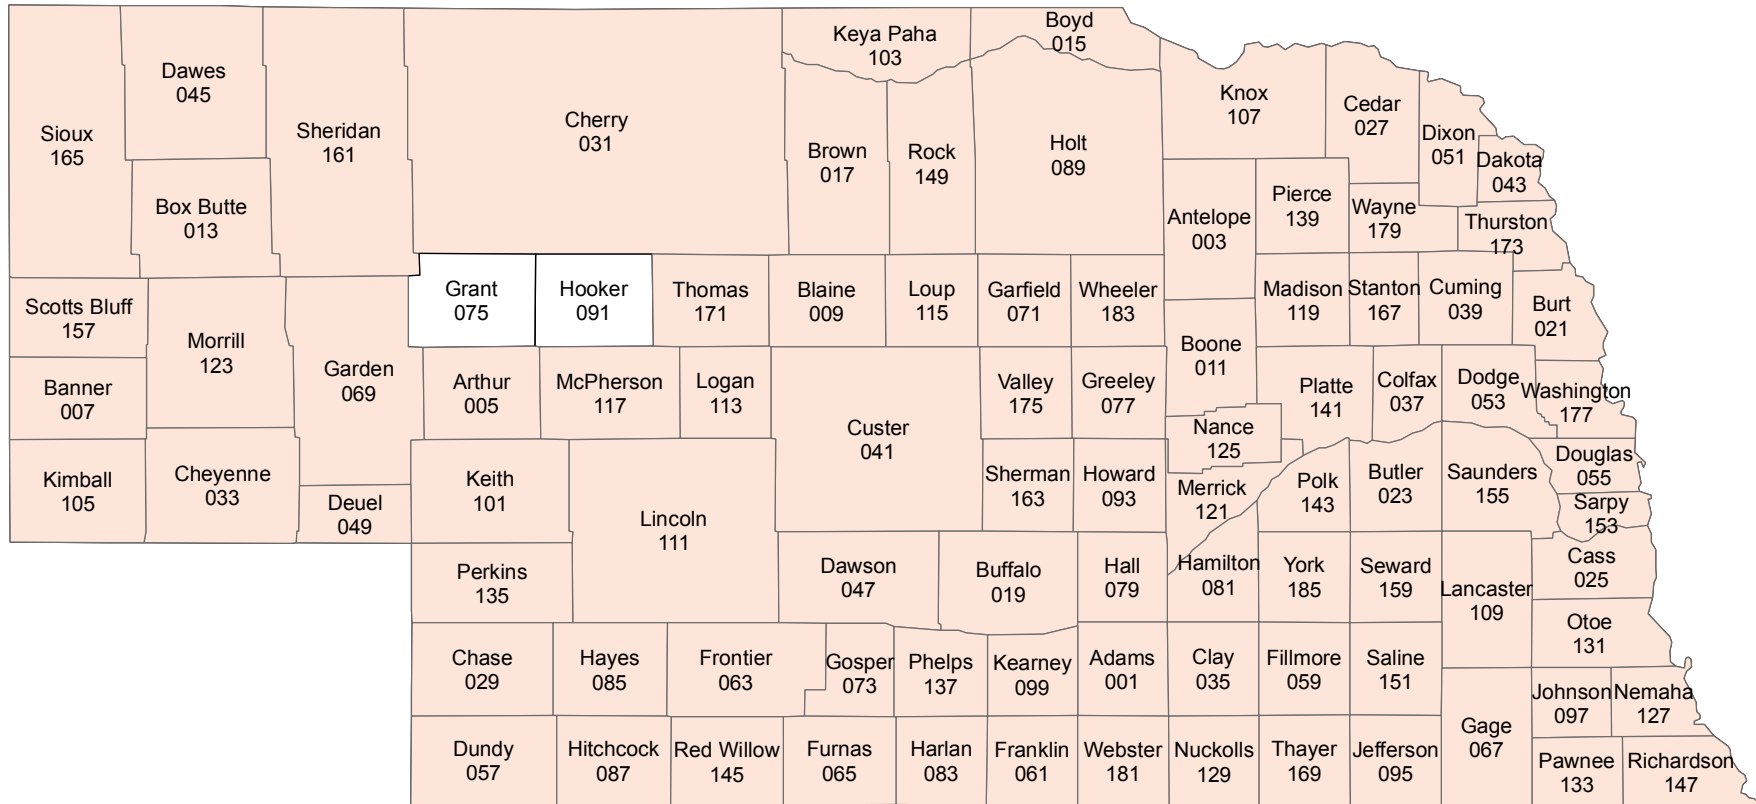 Boyd
015
Keya Paha
103
Dawes
045
Sioux
165
Sheridan
161
Cherry
031
Brown
017
Rock
149
Holt
089
Knox
107
Cedar
027
Dixon
051
Dakota
043
Box Butte
013
Antelope
003
Pierce
139
Wayne
179
Thurston
173
Scotts Bluff
157
Morrill
123
Garden
069
Grant
075
Hooker
091
Thomas
171
Blaine
009
Loup
115
Garfield
071
Wheeler
183
Boone
011
Madison
119
Stanton
167
Cuming
039
Burt
021
Banner
007
Arthur
005
McPherson
117
Logan
113
Custer
041
Valley
175
Greeley
077
Nance
125
Platte
141
Colfax
037
Dodge
053
Washington
177
Kimball
105
Cheyenne
033
Deuel
049
Keith
101
Lincoln
111
Sherman
163
Howard
093
Merrick
121
Polk
143
Butler
023
Saunders
155
Douglas
055
Sarpy
153
Perkins
135
Dawson
047
Buffalo
019
Hall
079
Hamilton
081
York
185
Seward
159
Lancaster
109
Cass
025
Otoe
131
Chase
029
Hayes
085
Frontier
063
Gosper
073
Phelps
137
Kearney
099
Adams
001
Clay
035
Fillmore
059
Saline
151
Johnson
097
Nemaha
127
Dundy
057
Hitchcock
087
Red Willow
145
Furnas
065
Harlan
083
Franklin
061
Webster
181
Nuckolls
129
Thayer
169
Jefferson
095
Gage
067
Pawnee
133
Richardson
147